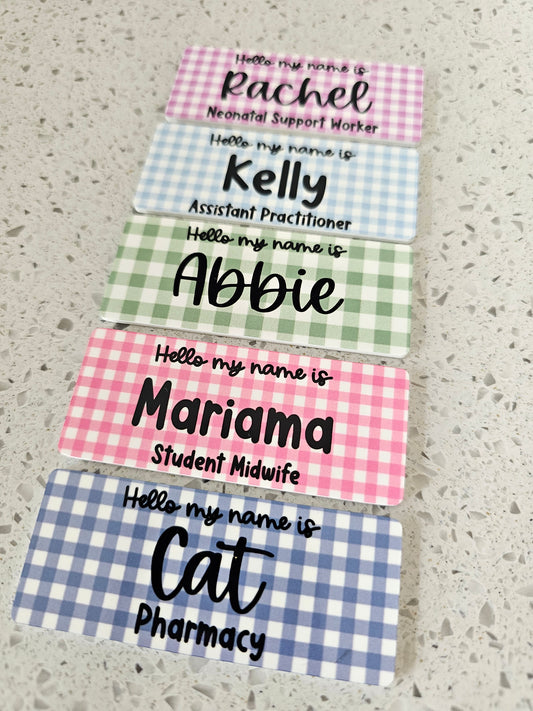 Hello my name is
Rachel
Neonatal Support Worker
Hello my name is
Kelly
Assistant Practitioner
Hello my name is
Abbie
Hello my name is
Mariama
Student Midwife
Hello my name is
Cat
Pharmacy